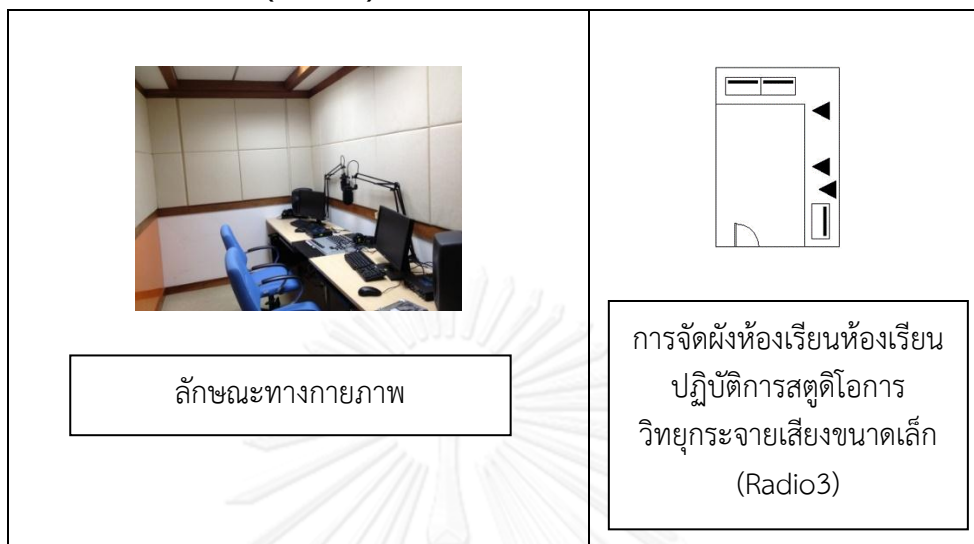 ลักษณะทางกายภาพ
การจัดผังห้องเรียนห้องเรียน
ปฏิบัติการสตูดิโอการ
วิทยุกระจายเสียงขนาดเล็ก
(Radio3)